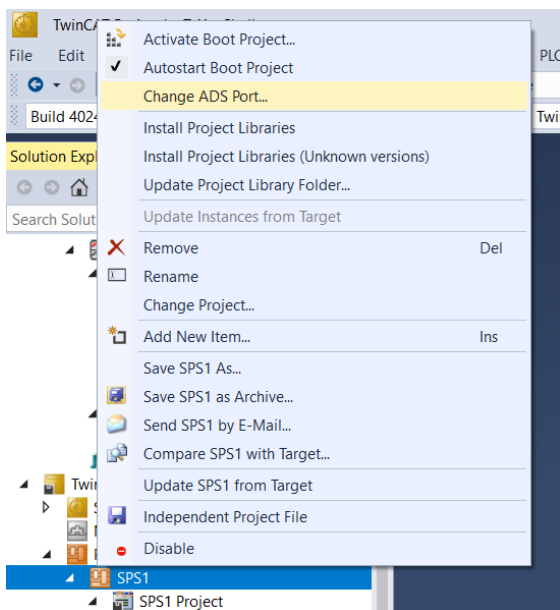 TwinCA
File Edit
PLC
Build 4024
Twi
Solution Expl
Search Solut
Activate Boot Project...
Autostart Boot Project
Change ADS Port...
Install Project Libraries
Install Project Libraries (Unknown versions)
Update Project Library Folder...
Update Instances from Target
Remove Del
Rename
Change Project...
Add New Item... Ins
Save SPS1 As...
Save SPS1 as Archive...
Send SPS1 by E-Mail...
Compare SPS1 with Target...
Update SPS1 from Target
Independent Project File
Disable
Twin
SPS1
SPS1 Project